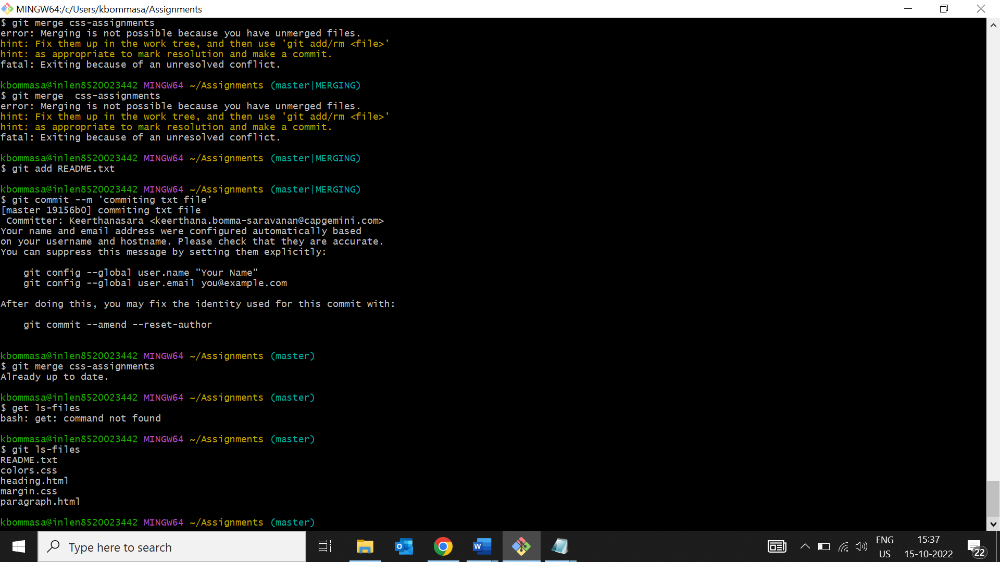 MINGW64:/c/Users/kbommasa/Assignments
$ git merge css-assignments
error: Merging is not possible because you have unmerged files.
hint: Fix them up in the work tree, and then use 'git add/rm <file>'
hint: as appropriate to mark resolution and make a commit.
fatal: Exiting because of an unresolved conflict.
kbommasa@inlen8520023442 MINGW64 ~/Assignments (master|MERGING)
$ git merge  css-assignments
error: Merging is not possible because you have unmerged files.
hint: Fix them up in the work tree, and then use 'git add/rm <file>'
hint: as appropriate to mark resolution and make a commit.
fatal: Exiting because of an unresolved conflict.
kbommasa@inlen8520023442 MINGW64 ~/Assignments (master|MERGING)
$ git add README.txt
kbommasa@inlen8520023442 MINGW64 ~/Assignments (master|MERGING)
$ git commit --m 'commiting txt file'
[master 19156b0] commiting txt file
 Committer: Keerthanasara <keerthana.bomma-saravanan@capgemini.com>
Your name and email address were configured automatically based
on your username and hostname. Please check that they are accurate.
You can suppress this message by setting them explicitly:
    git config --global user.name "Your Name"
    git config --global user.email you@example.com
After doing this, you may fix the identity used for this commit with:
    git commit --amend --reset-author
kbommasa@inlen8520023442 MINGW64 ~/Assignments (master)
$ git merge css-assignments
Already up to date.
kbommasa@inlen8520023442 MINGW64 ~/Assignments (master)
$ get ls-files
bash: get: command not found
kbommasa@inlen8520023442 MINGW64 ~/Assignments (master)
$ git ls-files
README.txt
colors.css
heading.html
margin.css
paragraph.html
kbommasa@inlen8520023442 MINGW64 ~/Assignments (master)
Type here to search
ENG
US
15:37
15-10-2022
22